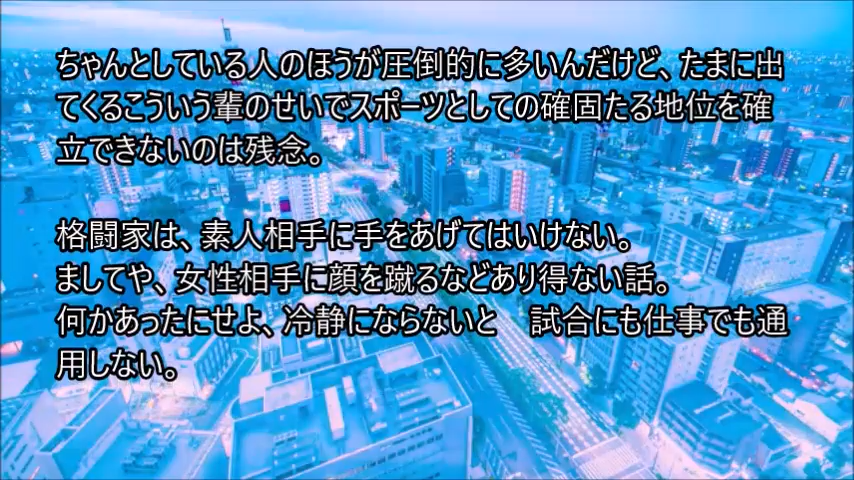 ちゃんとしている人のほうが圧倒的に多いんだけど、たまに出
てくるこういう輩のせいでスポーツとしての確固たる地位を確
立できないのは残念。
格闘家は、素人相手に手をあげてはいけない。
ましてや、女性相手に顔を蹴るなどあり得ない話。
何かあったにせよ、冷静にならないと　試合にも仕事でも通
用しない。